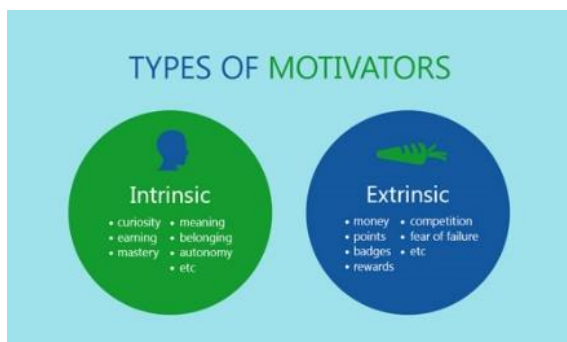 TYPES OF MOTIVATORS
Intrinsic
• curiosity
• earning
• mastery
• meaning
• belonging
• autonomy
• etc
Extrinsic
• money
• points
• badges
• rewards
• competition
• fear of failure
• etc